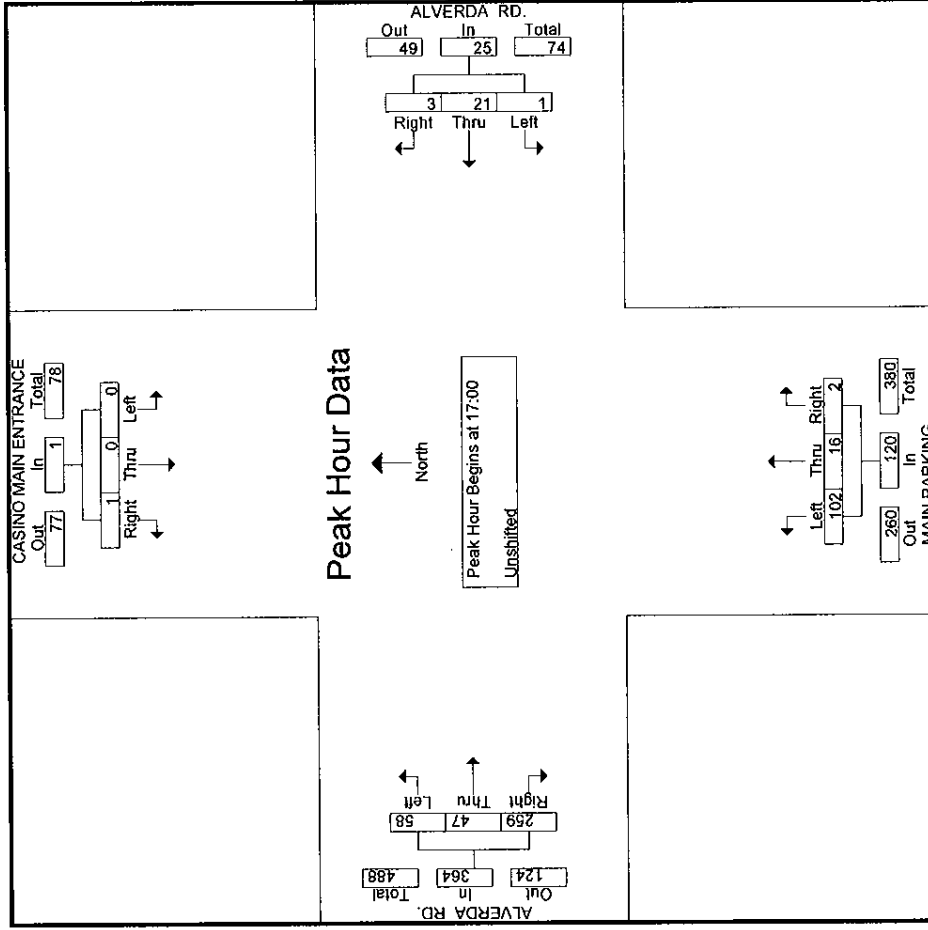 ALVERDA RD.
Out In Total
49 25 74
3 21 1
Right Thru Left
CASINO MAIN ENTRANCE
Out In Total
77 1 78
1 0 0
Right Thru Left
Peak Hour Data
North
Peak Hour Begins at 17:00
Unshifted
Left Thru Right
102 16 2
260 120 380
Out In Total
MAIN PARKING
Left Thru Right
58 47 259
Total In Out
488 364 124
ALVERDA RD.